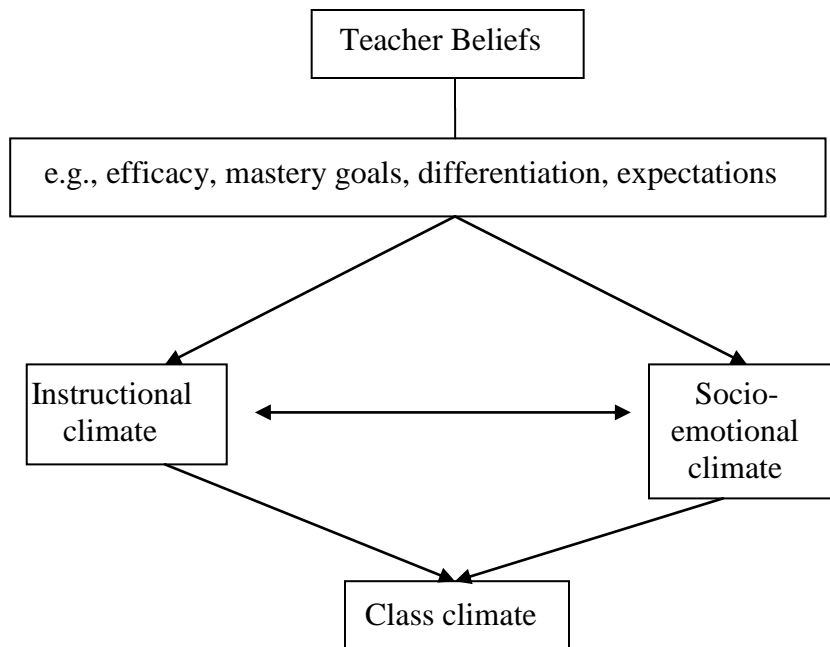 Teacher Beliefs
e.g., efficacy, mastery goals, differentiation, expectations
Instructional
climate
Socio-
emotional
climate
Class climate